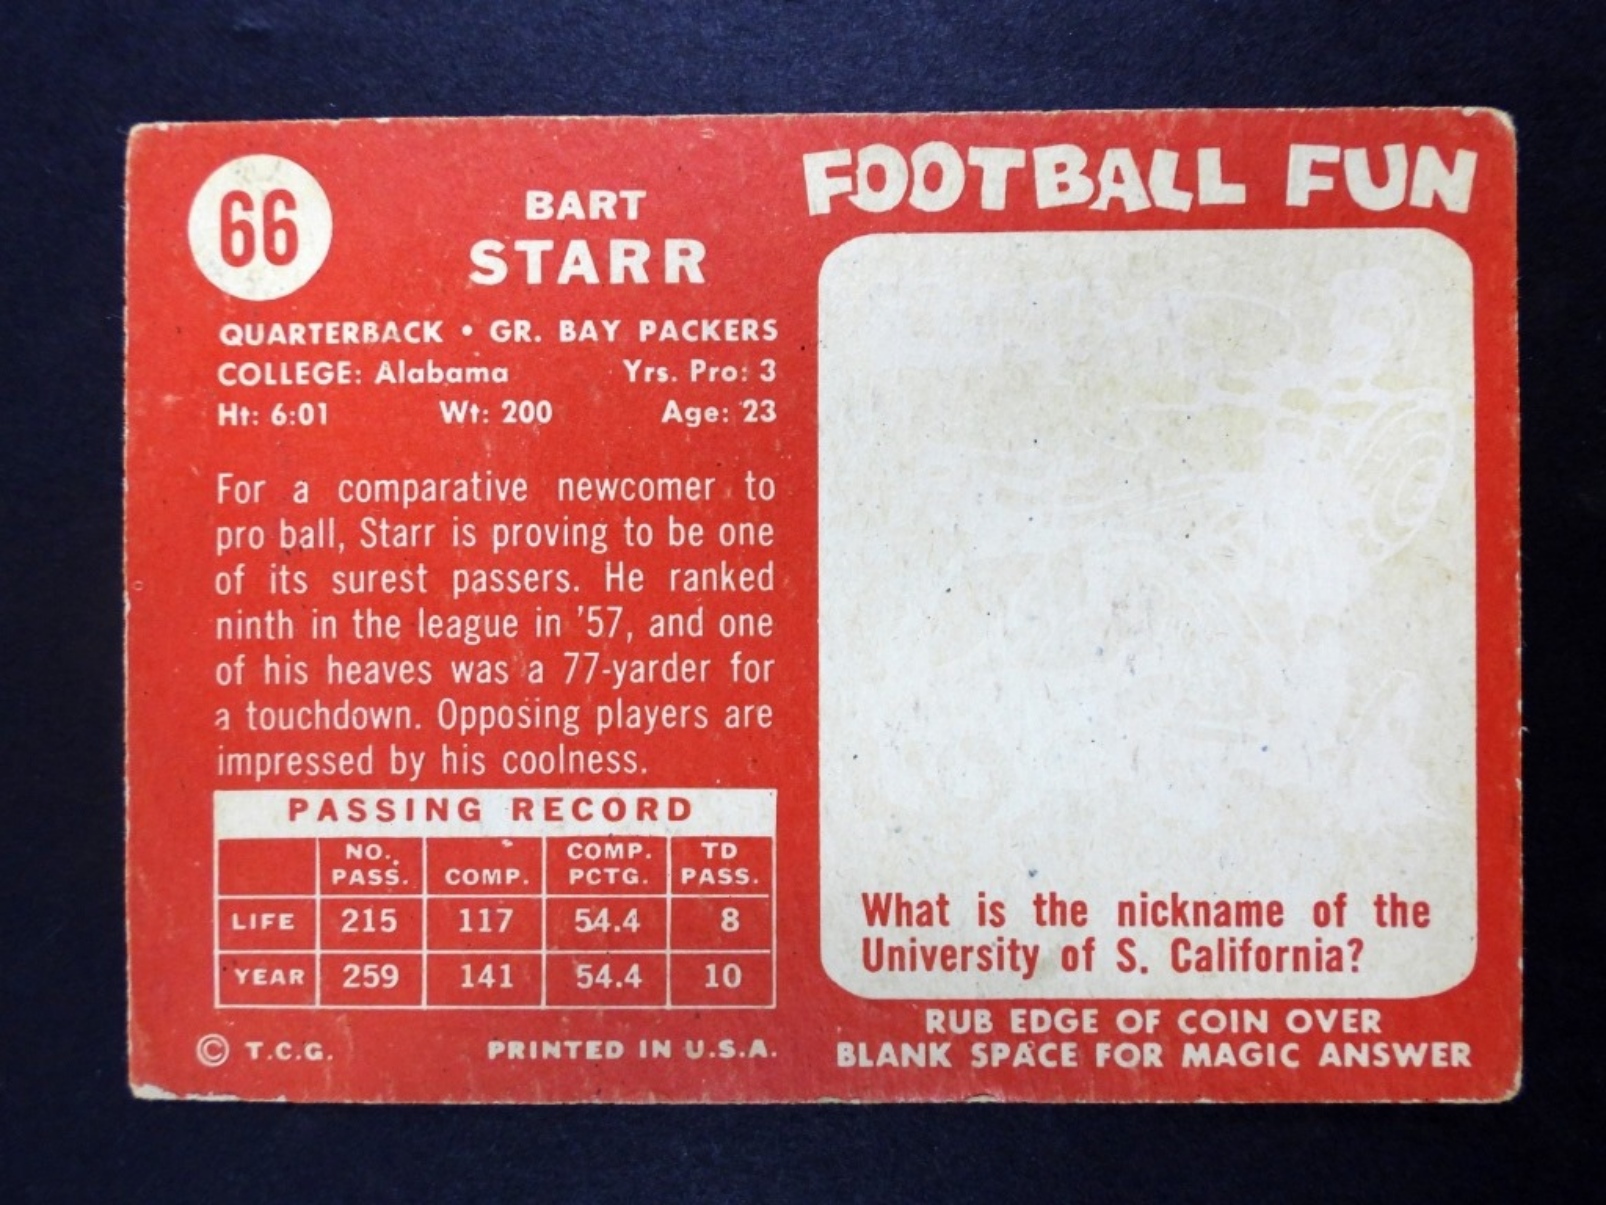 66
BART
STARR
QUARTERBACK • GR. BAY PACKERS
COLLEGE: Alabama Yrs. Pro: 3
Ht: 6:01 Wt: 200 Age: 23
For a comparative newcomer to
pro ball, Starr is proving to be one
of its surest passers. He ranked
ninth in the league in '57, and one
of his heaves was a 77-yarder for
a touchdown. Opposing players are
impressed by his coolness.
PASSING RECORD
NO. PASS. COMP. COMP. PCTG. TD PASS.
LIFE 215 117 54.4 8
YEAR 259 141 54.4 10
© T.C.G. PRINTED IN U.S.A.
FOOTBALL FUN
What is the nickname of the
University of S. California?
RUB EDGE OF COIN OVER
BLANK SPACE FOR MAGIC ANSWER